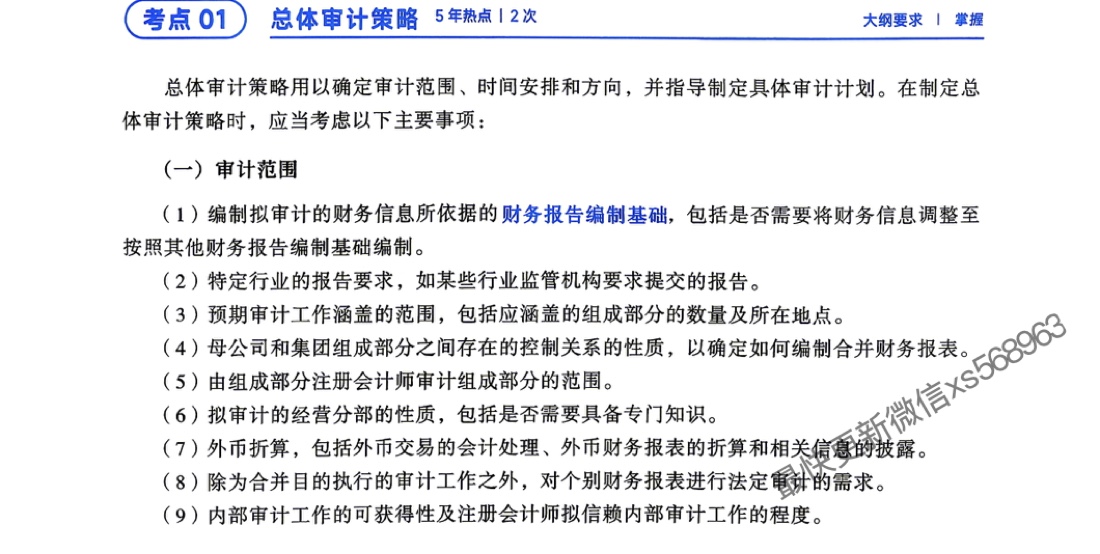 考点 01 总体审计策略 5年热点 | 2次 大纲要求 | 掌握
总体审计策略用以确定审计范围、时间安排和方向，并指导制定具体审计计划。在制定总
体审计策略时，应当考虑以下主要事项：
（一）审计范围
（1）编制拟审计的财务信息所依据的财务报告编制基础，包括是否需要将财务信息调整至
按照其他财务报告编制基础编制。
（2）特定行业的报告要求，如某些行业监管机构要求提交的报告。
（3）预期审计工作涵盖的范围，包括应涵盖的组成部分的数量及所在地点。
（4）母公司和集团组成部分之间存在的控制关系的性质，以确定如何编制合并财务报表。
（5）由组成部分注册会计师审计组成部分的范围。
（6）拟审计的经营分部的性质，包括是否需要具备专门知识。
（7）外币折算，包括外币交易的会计处理、外币财务报表的折算和相关信息的披露。
（8）除为合并目的执行的审计工作之外，对个别财务报表进行法定审计的需求。
（9）内部审计工作的可获得性及注册会计师拟信赖内部审计工作的程度。
最快更新微信xs568963